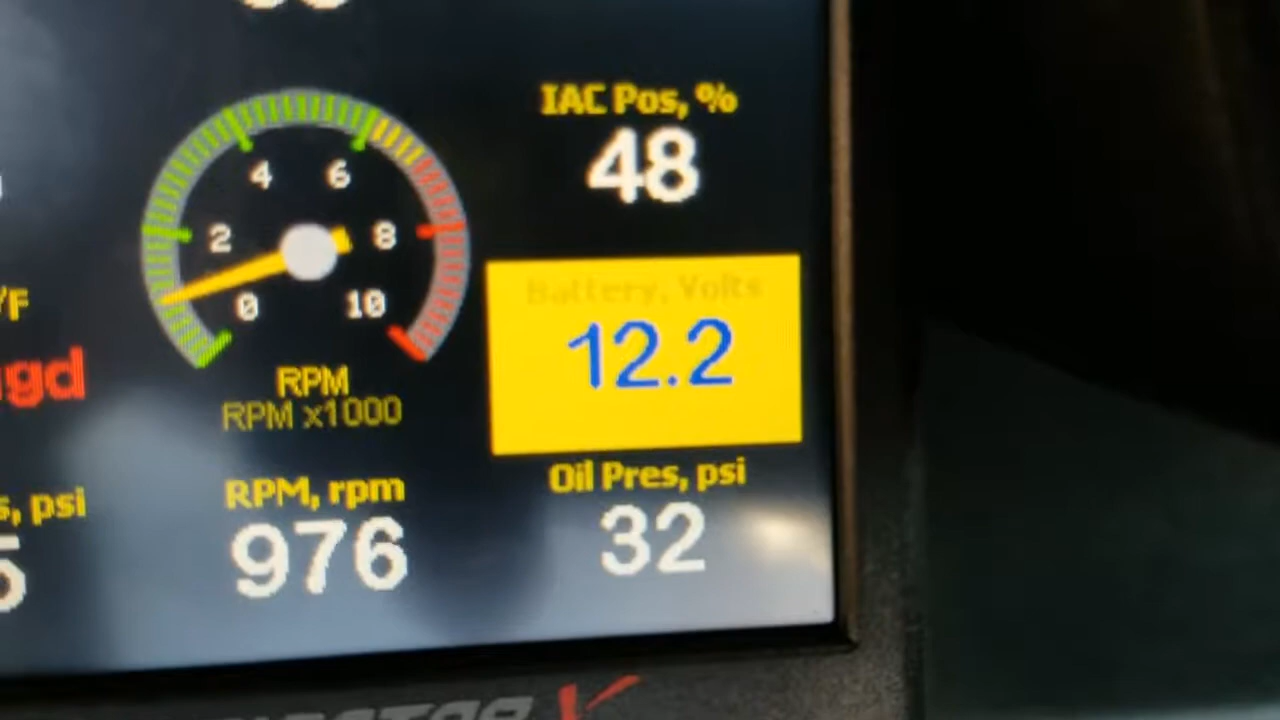 IAC Pos, %
48
4 6
2 8
0 10
Battery, Volts
12.2
RPM
RPM x1000
Oil Pres, psi
32
psi
RPM, rpm
976